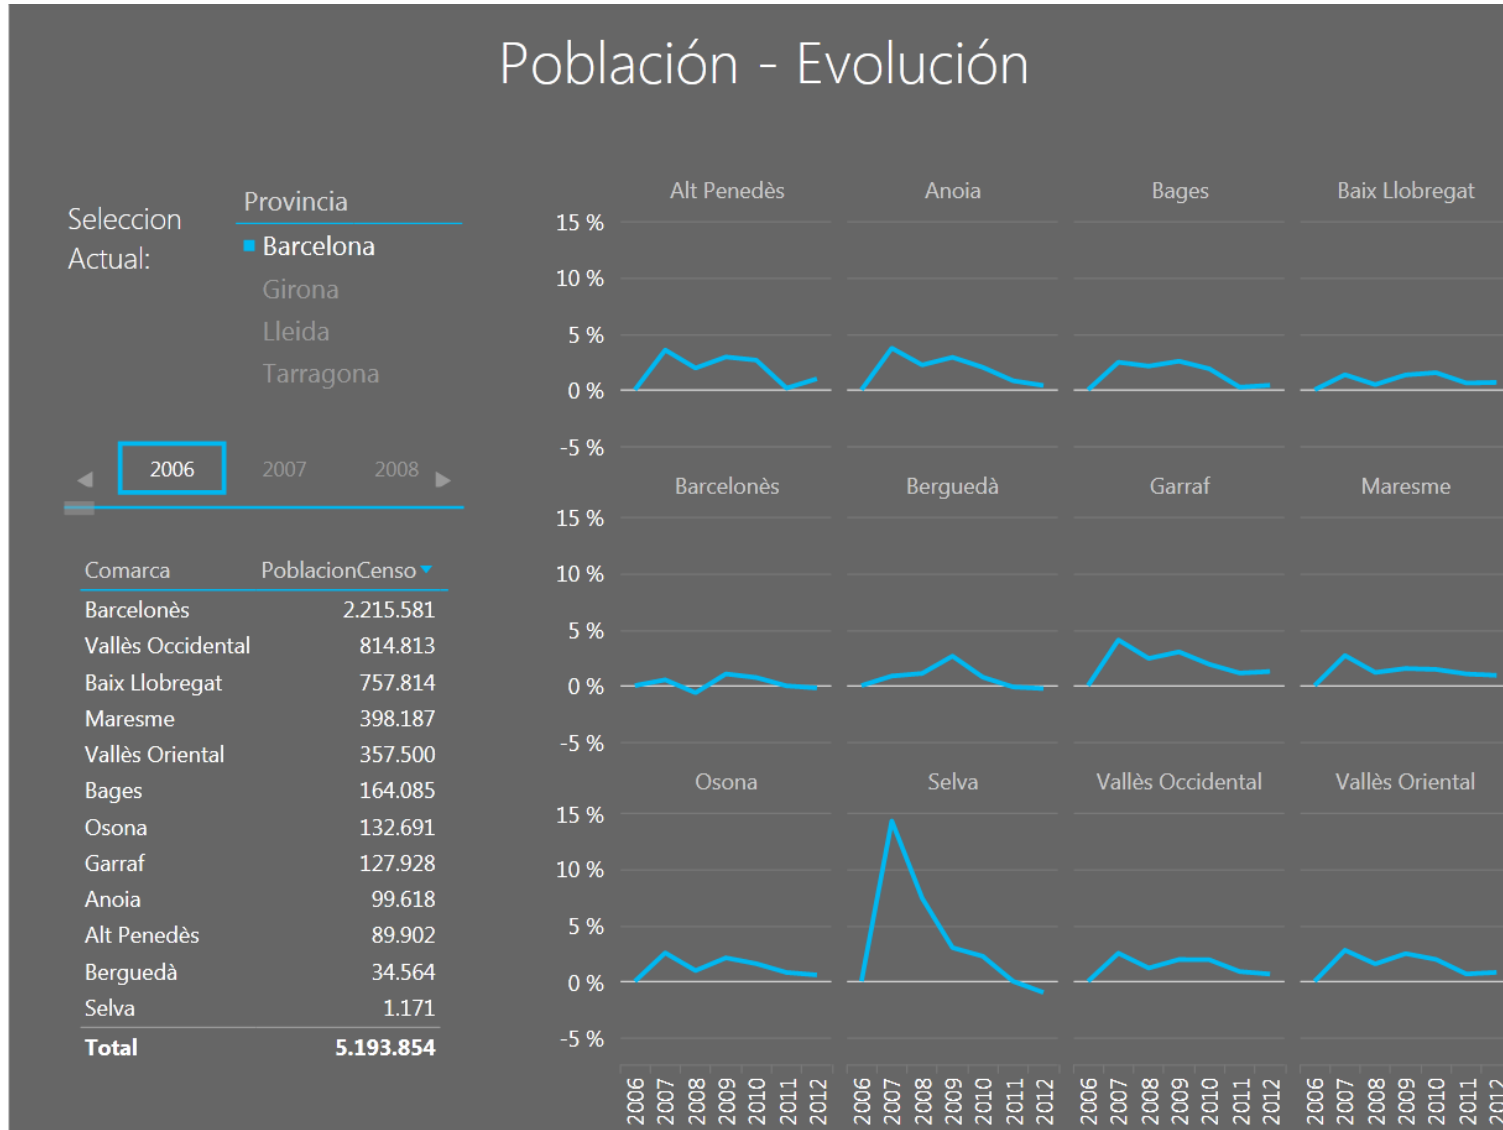 Población - Evolución
Seleccion
Actual:
Provincia
Barcelona
Girona
Lleida
Tarragona
2006 2007 2008
Comarca PoblacionCenso
Barcelonès 2.215.581
Vallès Occidental 814.813
Baix Llobregat 757.814
Maresme 398.187
Vallès Oriental 357.500
Bages 164.085
Osona 132.691
Garraf 127.928
Anoia 99.618
Alt Penedès 89.902
Berguedà 34.564
Selva 1.171
Total 5.193.854
Alt Penedès Anoia Bages Baix Llobregat
15 %
10 %
5 %
0 %
-5 %
Barcelonès Berguedà Garraf Maresme
15 %
10 %
5 %
0 %
-5 %
Osona Selva Vallès Occidental Vallès Oriental
15 %
10 %
5 %
0 %
-5 %
2006 2007 2008 2009 2010 2011 2012 2006 2007 2008 2009 2010 2011 2012 2006 2007 2008 2009 2010 2011 2012 2006 2007 2008 2009 2010 2011 2012